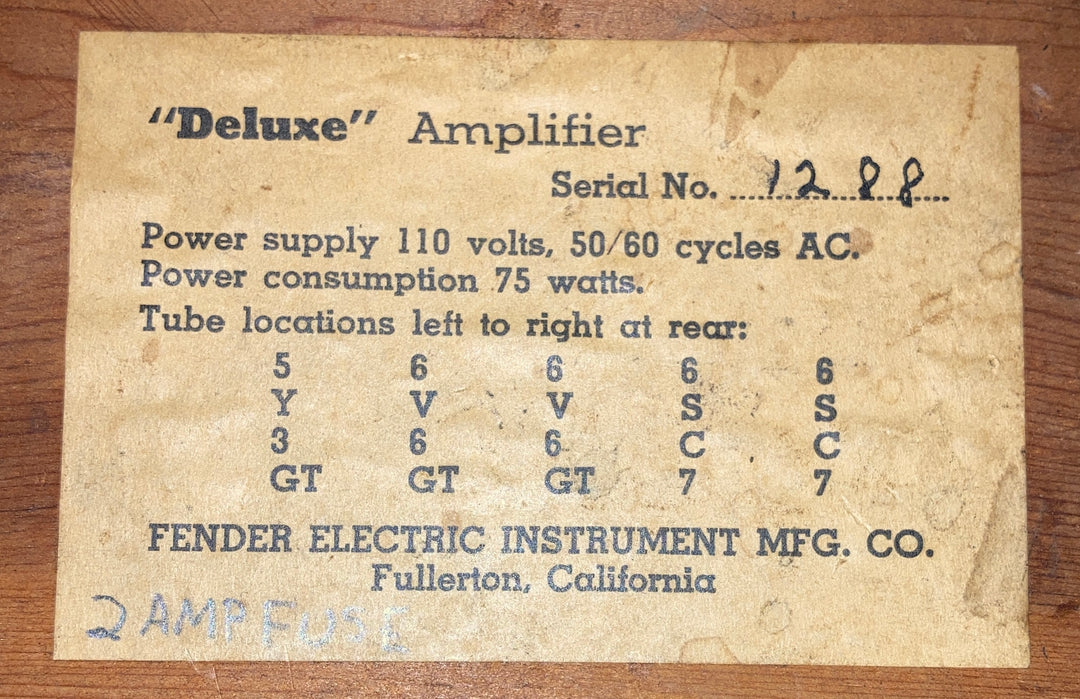 "Deluxe" Amplifier
Serial No. 1288
Power supply 110 volts, 50/60 cycles AC.
Power consumption 75 watts.
Tube locations left to right at rear:
5 6 6 6 6
Y V V S S
3 6 6 C C
GT GT GT 7 7
FENDER ELECTRIC INSTRUMENT MFG. CO.
Fullerton, California
2 AMP FUSE